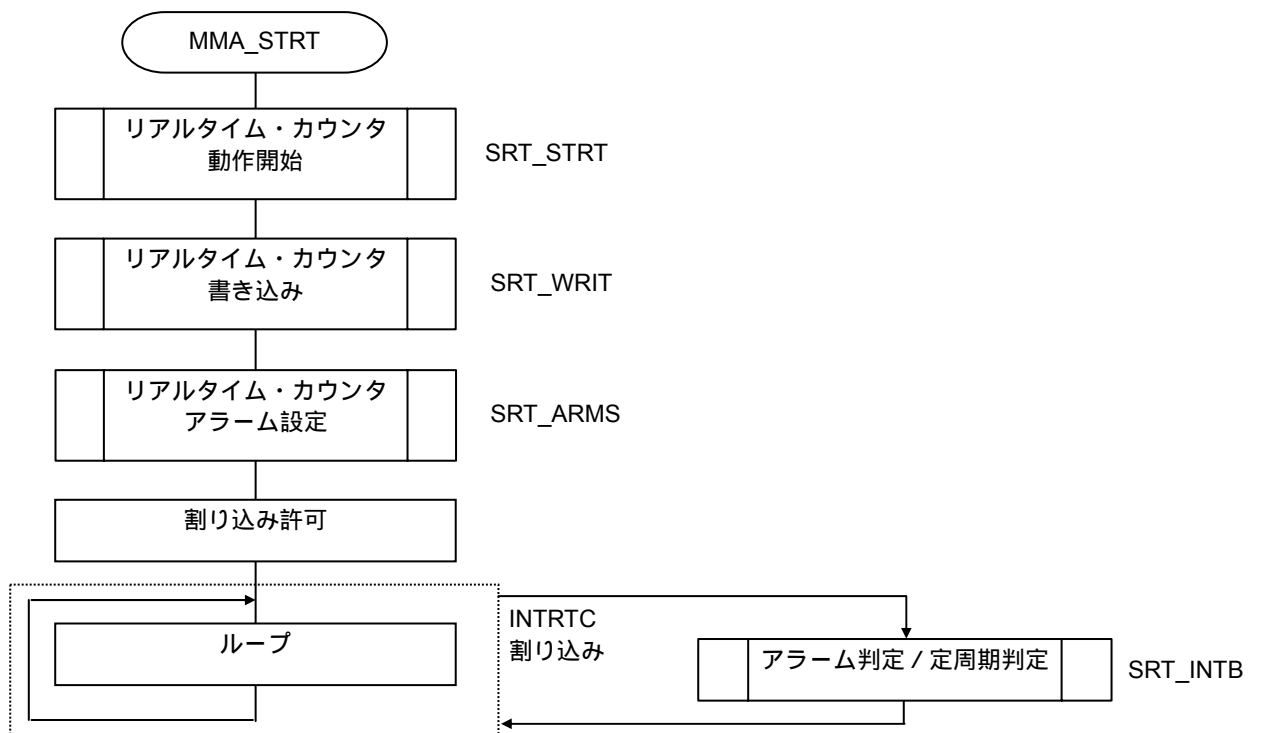 MMA_STRT
リアルタイム・カウンタ
動作開始
SRT_STRT
リアルタイム・カウンタ
書き込み
SRT_WRIT
リアルタイム・カウンタ
アラーム設定
SRT_ARMS
割り込み許可
ループ
INTRTC
割り込み
アラーム判定 / 定周期判定
SRT_INTB